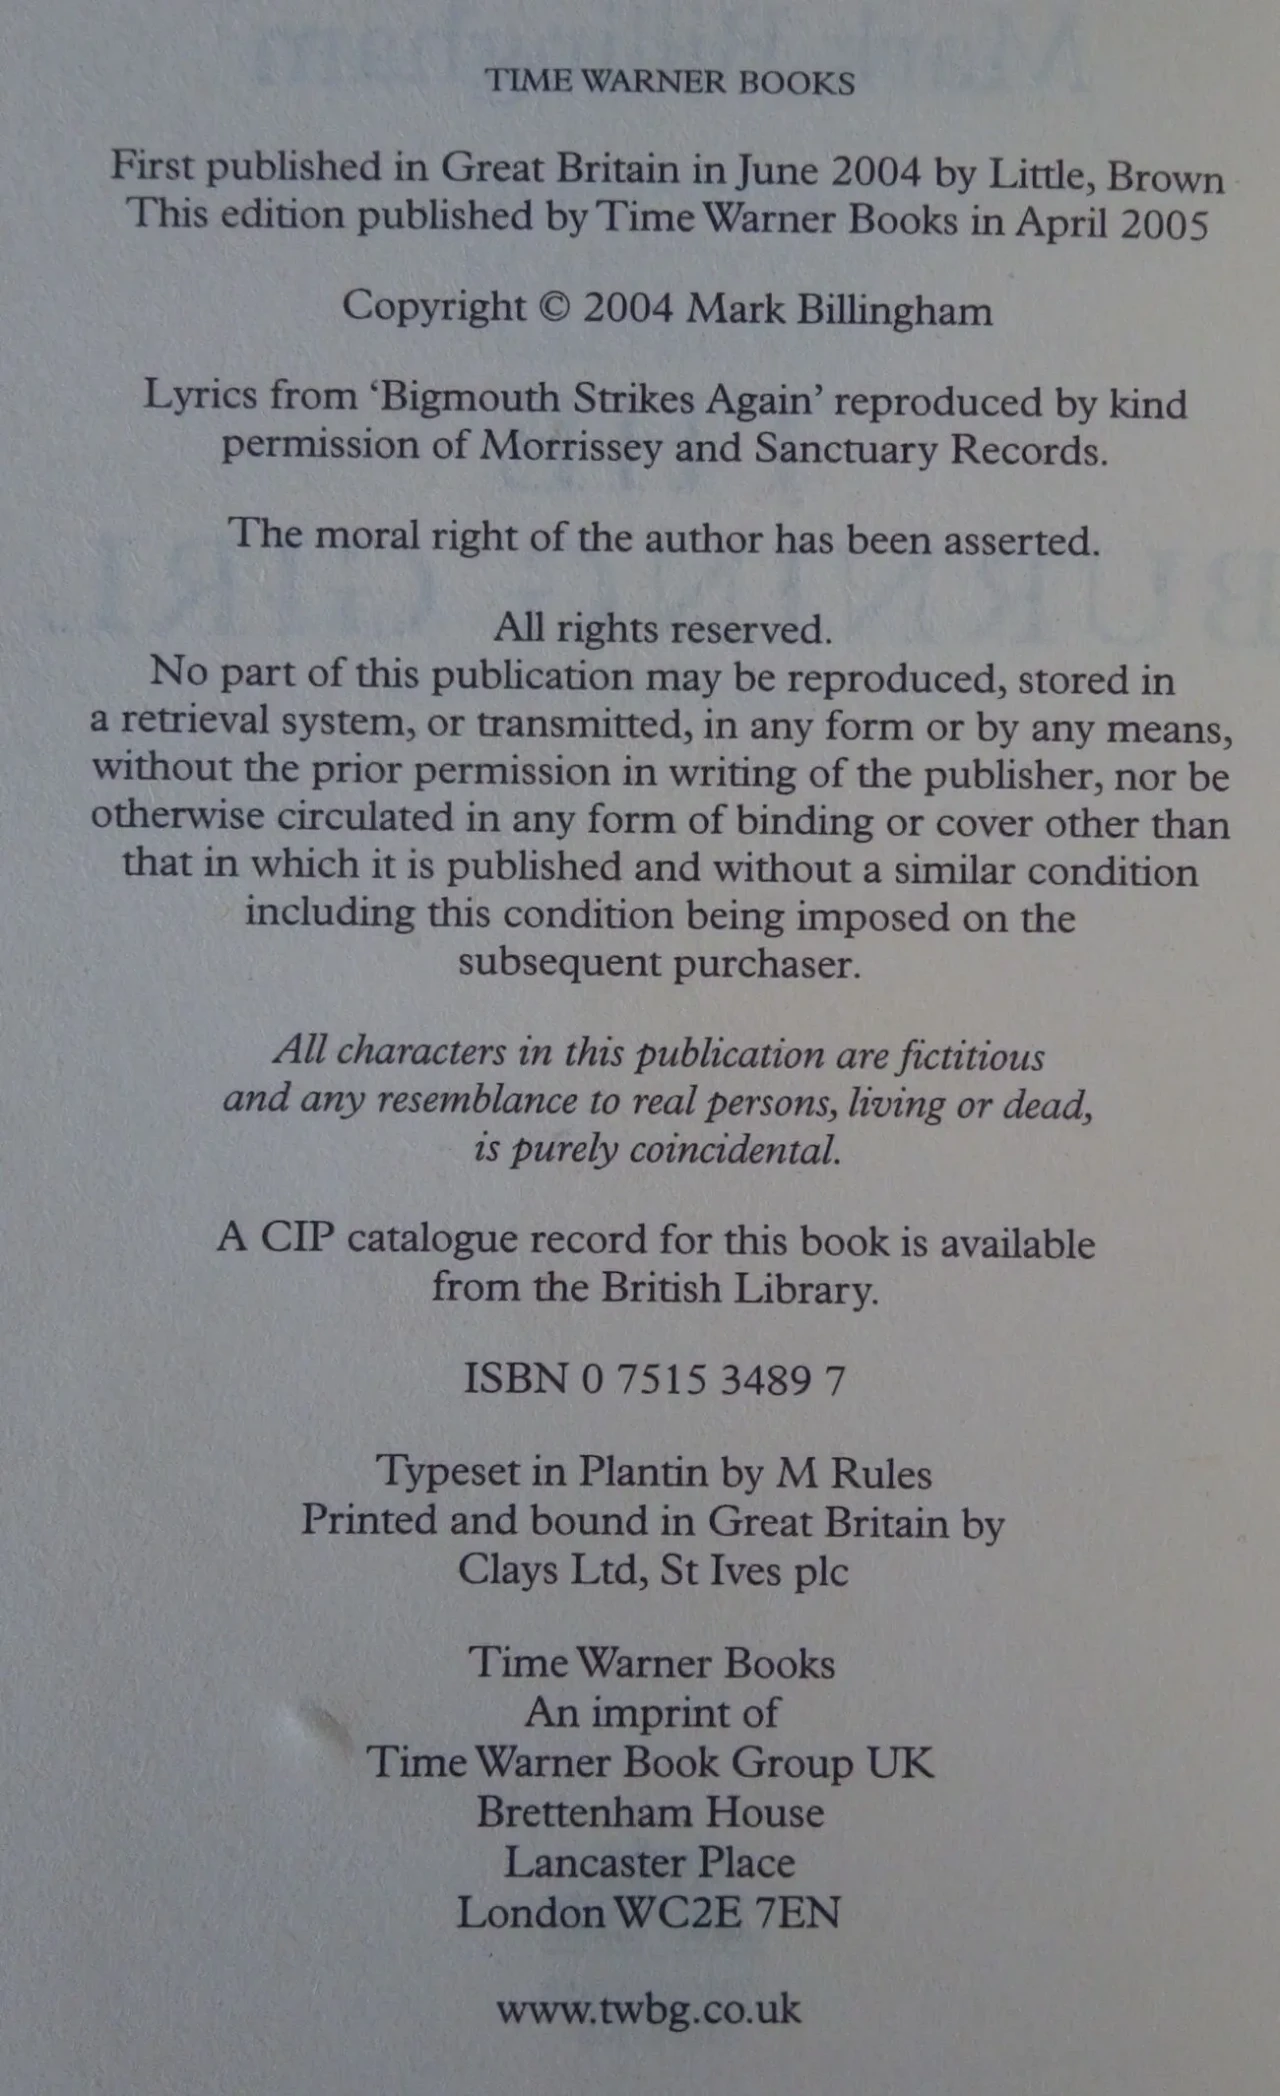 TIME WARNER BOOKS
First published in Great Britain in June 2004 by Little, Brown
This edition published by Time Warner Books in April 2005
Copyright © 2004 Mark Billingham
Lyrics from ‘Bigmouth Strikes Again’ reproduced by kind
permission of Morrissey and Sanctuary Records.
The moral right of the author has been asserted.
All rights reserved.
No part of this publication may be reproduced, stored in
a retrieval system, or transmitted, in any form or by any means,
without the prior permission in writing of the publisher, nor be
otherwise circulated in any form of binding or cover other than
that in which it is published and without a similar condition
including this condition being imposed on the
subsequent purchaser.
All characters in this publication are fictitious
and any resemblance to real persons, living or dead,
is purely coincidental.
A CIP catalogue record for this book is available
from the British Library.
ISBN 0 7515 3489 7
Typeset in Plantin by M Rules
Printed and bound in Great Britain by
Clays Ltd, St Ives plc
Time Warner Books
An imprint of
Time Warner Book Group UK
Brettenham House
Lancaster Place
London WC2E 7EN
www.twbg.co.uk